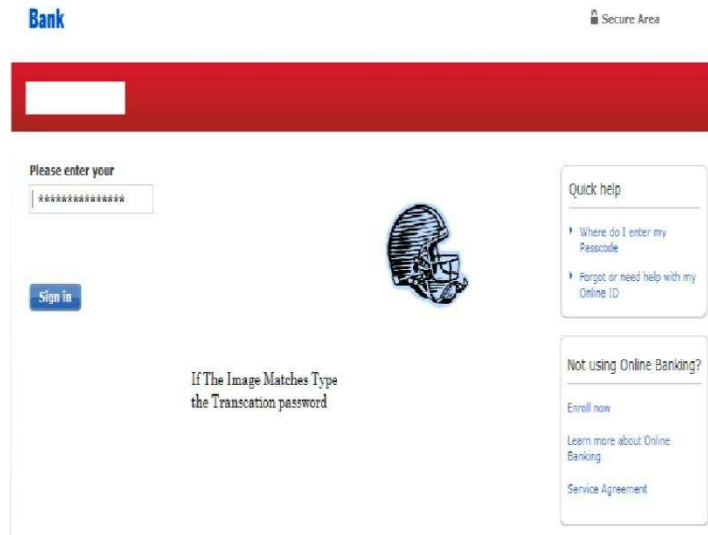 Bank
Secure Area
Please enter your
***************
Sign in
If The Image Matches Type
the Transcation password
Quick help
Where do I enter my
Passcode
Forgot or need help with my
Online ID
Not using Online Banking?
Enroll now
Learn more about Online
Banking
Service Agreement